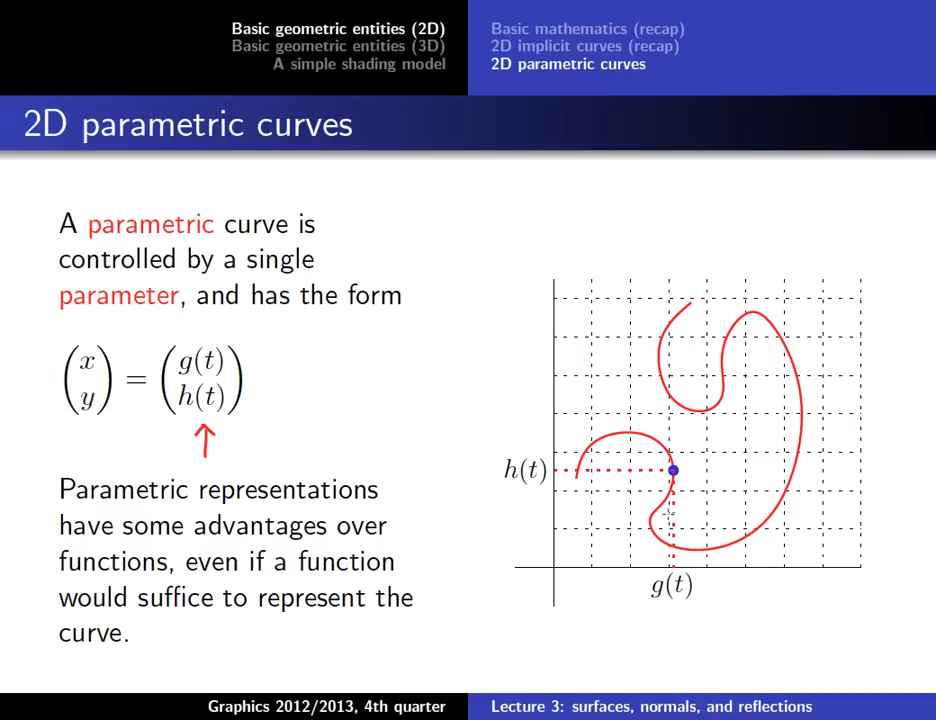 Basic geometric entities (2D)
Basic geometric entities (3D)
A simple shading model
Basic mathematics (recap)
2D implicit curves (recap)
2D parametric curves
2D parametric curves
A parametric curve is
controlled by a single
parameter, and has the form
(x y) = (g(t) h(t))
Parametric representations
have some advantages over
functions, even if a function
would suffice to represent the
curve.
h(t)
g(t)
Graphics 2012/2013, 4th quarter
Lecture 3: surfaces, normals, and reflections